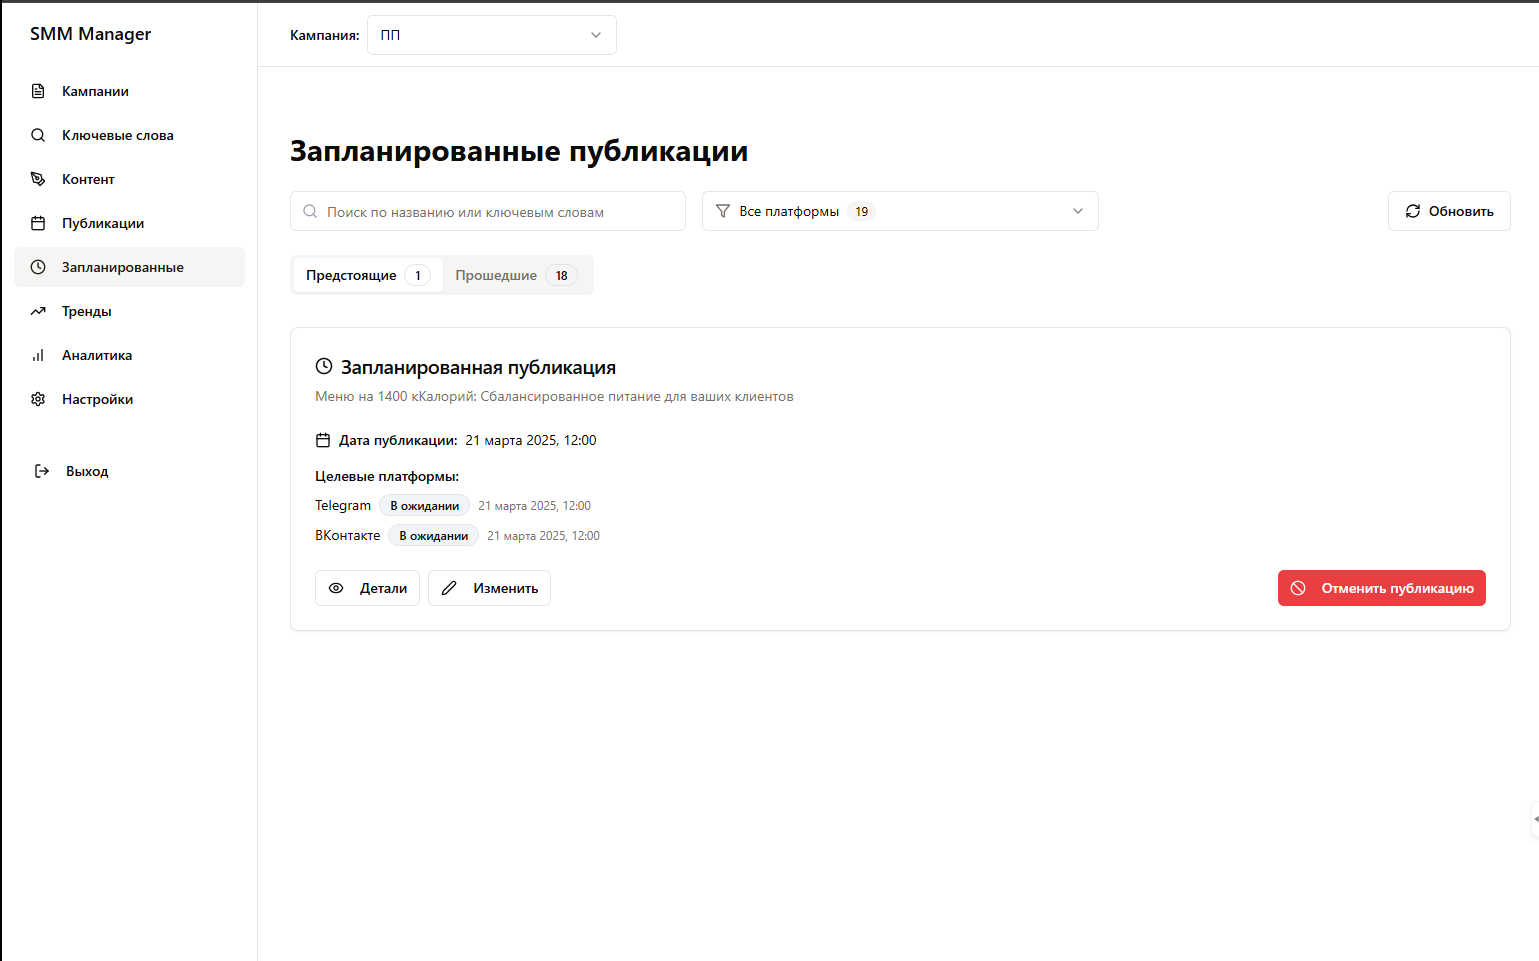 SMM Manager
Кампания: ПП
Кампании
Ключевые слова
Контент
Публикации
Запланированные
Тренды
Аналитика
Настройки
Выход
Запланированные публикации
Поиск по названию или ключевым словам
Все платформы 19
Обновить
Предстоящие 1 Прошедшие 18
Запланированная публикация
Меню на 1400 кКалорий: Сбалансированное питание для ваших клиентов
Дата публикации: 21 марта 2025, 12:00
Целевые платформы:
Telegram В ожидании 21 марта 2025, 12:00
ВКонтакте В ожидании 21 марта 2025, 12:00
Детали Изменить Отменить публикацию